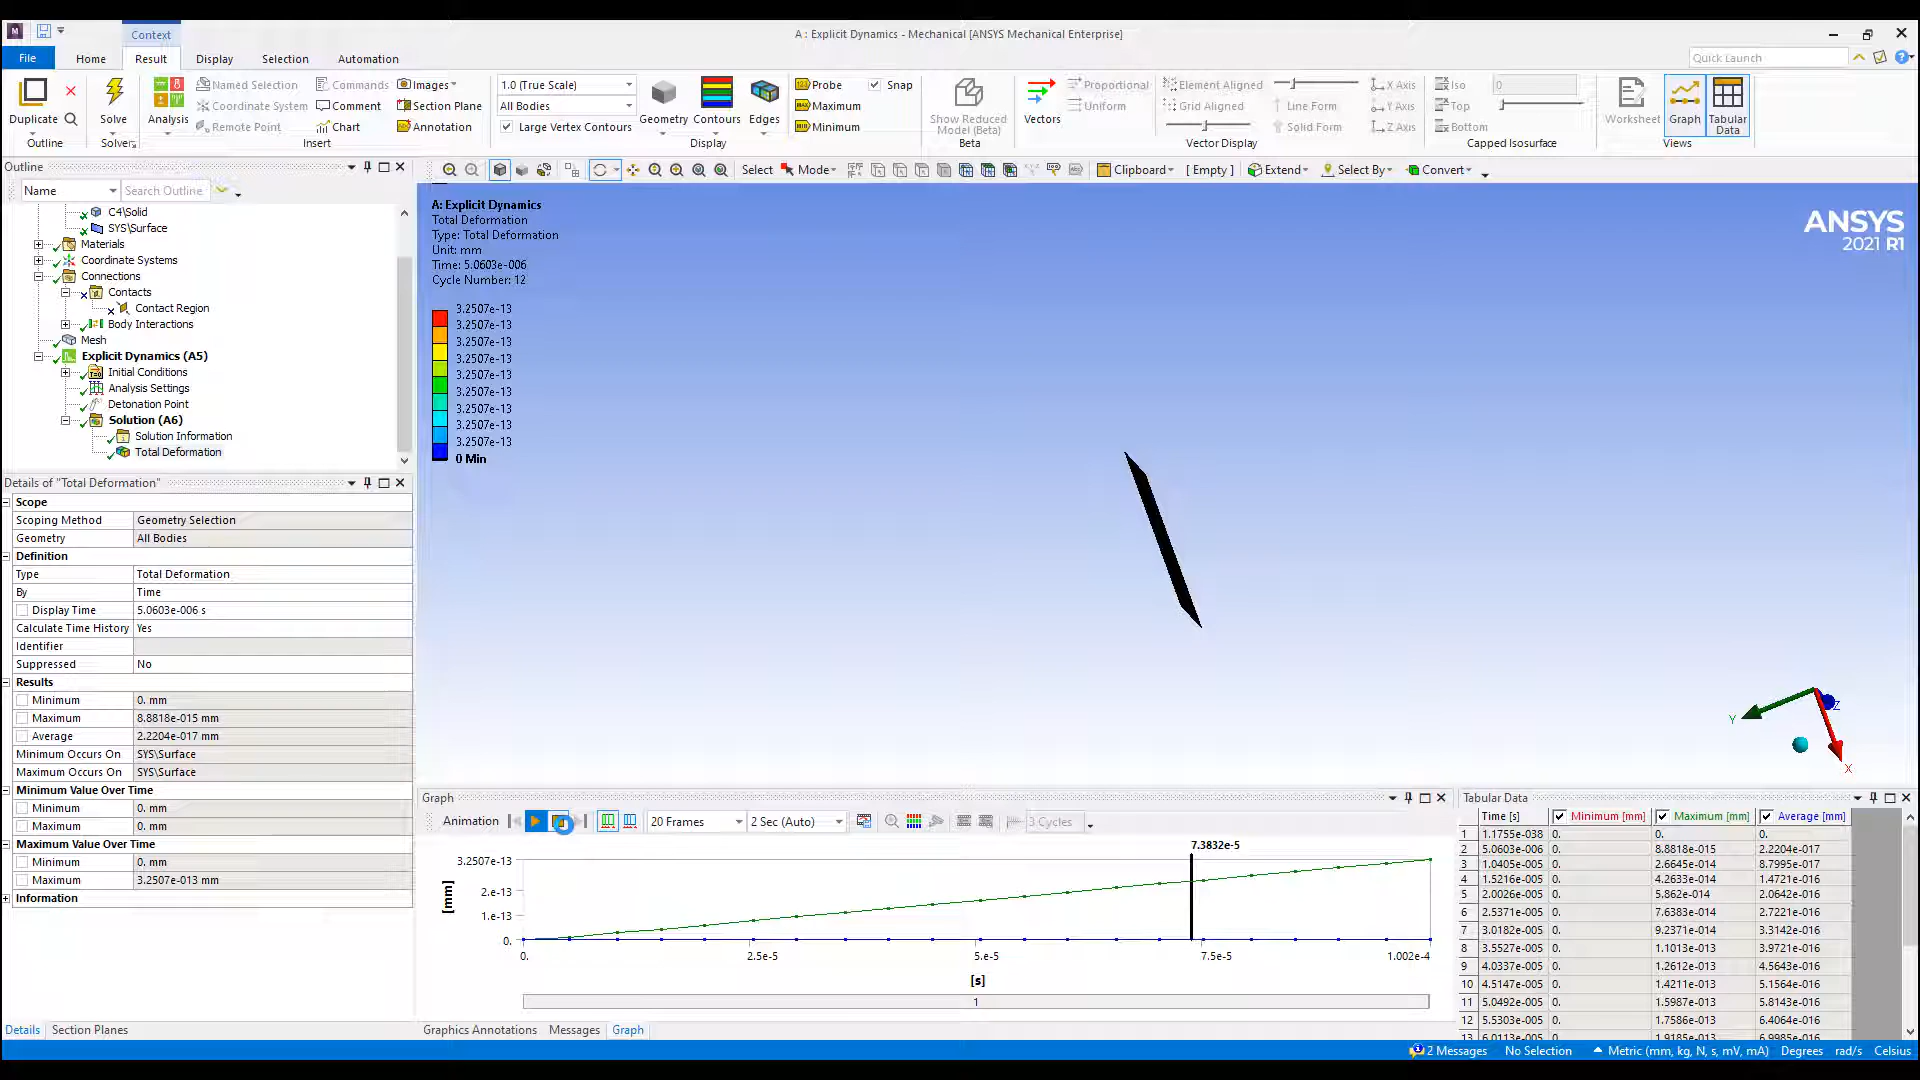 Context
A : Explicit Dynamics - Mechanical [ANSYS Mechanical Enterprise]
File
Home
Result
Display
Selection
Automation
Quick Launch
Duplicate
Outline
Solve
Solver
Analysis
Named Selection
Coordinate System
Remote Point
Commands
Comment
Chart
Images
Section Plane
Annotation
Insert
1.0 (True Scale)
All Bodies
Large Vertex Contours
Geometry
Contours
Edges
Display
Probe
Maximum
Minimum
Snap
Show Reduced
Model (Beta)
Beta
Vectors
Proportional
Uniform
Element Aligned
Grid Aligned
Line Form
Solid Form
X Axis
Y Axis
Z Axis
Vector Display
Iso
Top
Bottom
0
Capped Isosurface
Worksheet
Graph
Tabular
Data
Views
Outline
Name
Search Outline
Select
Mode
Clipboard
[ Empty ]
Extend
Select By
Convert
C4\Solid
SYS\Surface
Materials
Coordinate Systems
Connections
Contacts
Contact Region
Body Interactions
Mesh
Explicit Dynamics (A5)
Initial Conditions
Analysis Settings
Detonation Point
Solution (A6)
Solution Information
Total Deformation
Details of "Total Deformation"
Scope
Scoping Method Geometry Selection
Geometry All Bodies
Definition
Type Total Deformation
By Time
Display Time 5.0603e-006 s
Calculate Time History Yes
Identifier
Suppressed No
Results
Minimum 0. mm
Maximum 8.8818e-015 mm
Average 2.2204e-017 mm
Minimum Occurs On SYS\Surface
Maximum Occurs On SYS\Surface
Minimum Value Over Time
Minimum 0. mm
Maximum 0. mm
Maximum Value Over Time
Minimum 0. mm
Maximum 3.2507e-013 mm
Information
Details Section Planes
A: Explicit Dynamics
Total Deformation
Type: Total Deformation
Unit: mm
Time: 5.0603e-006
Cycle Number: 12
3.2507e-13
3.2507e-13
3.2507e-13
3.2507e-13
3.2507e-13
3.2507e-13
3.2507e-13
3.2507e-13
3.2507e-13
0 Min
ANSYS
2021 R1
Y
Z
X
Graph
Animation
20 Frames
2 Sec (Auto)
3 Cycles
7.3832e-5
3.2507e-13
2.e-13
1.e-13
0.
[mm]
0. 2.5e-5 5.e-5 7.5e-5 1.002e-4
[s]
1
Graphics Annotations Messages Graph
Tabular Data
Time [s] Minimum [mm] Maximum [mm] Average [mm]
1 1.1755e-038 0. 0. 0.
2 5.0603e-006 0. 8.8818e-015 2.2204e-017
3 1.0405e-005 0. 2.6645e-014 8.7995e-017
4 1.5216e-005 0. 4.2633e-014 1.4721e-016
5 2.0026e-005 0. 5.862e-014 2.0642e-016
6 2.5371e-005 0. 7.6383e-014 2.7221e-016
7 3.0182e-005 0. 9.2371e-014 3.3142e-016
8 3.5527e-005 0. 1.1013e-013 3.9721e-016
9 4.0337e-005 0. 1.2612e-013 4.5643e-016
10 4.5147e-005 0. 1.4211e-013 5.1564e-016
11 5.0492e-005 0. 1.5987e-013 5.8143e-016
12 5.5303e-005 0. 1.7586e-013 6.4064e-016
13 6.0113e-005 0. 1.9185e-013 6.9985e-016
2 Messages
No Selection
Metric (mm, kg, N, s, mV, mA)
Degrees
rad/s
Celsius